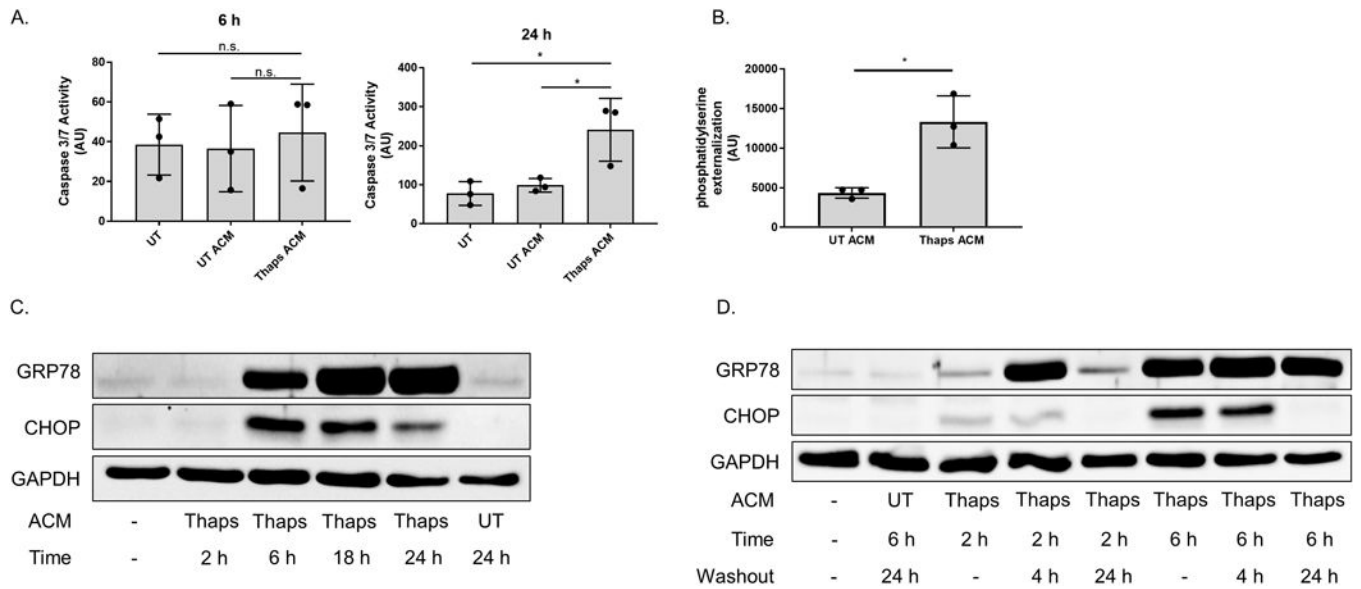 A.
6 h
n.s.
n.s.
Caspase 3/7 Activity
(AU)
80
60
40
20
0
UT
UT ACM
Thaps ACM
24 h
*
*
Caspase 3/7 Activity
(AU)
400
300
200
100
0
UT
UT ACM
Thaps ACM
B.
*
phosphatidylserine
externalization
(AU)
20000
15000
10000
5000
0
UT ACM
Thaps ACM
C.
GRP78
CHOP
GAPDH
ACM - Thaps Thaps Thaps Thaps UT
Time - 2 h 6 h 18 h 24 h 24 h
D.
GRP78
CHOP
GAPDH
ACM - UT Thaps Thaps Thaps Thaps Thaps Thaps
Time - 6 h 2 h 2 h 2 h 6 h 6 h 6 h
Washout - 24 h - 4 h 24 h - 4 h 24 h